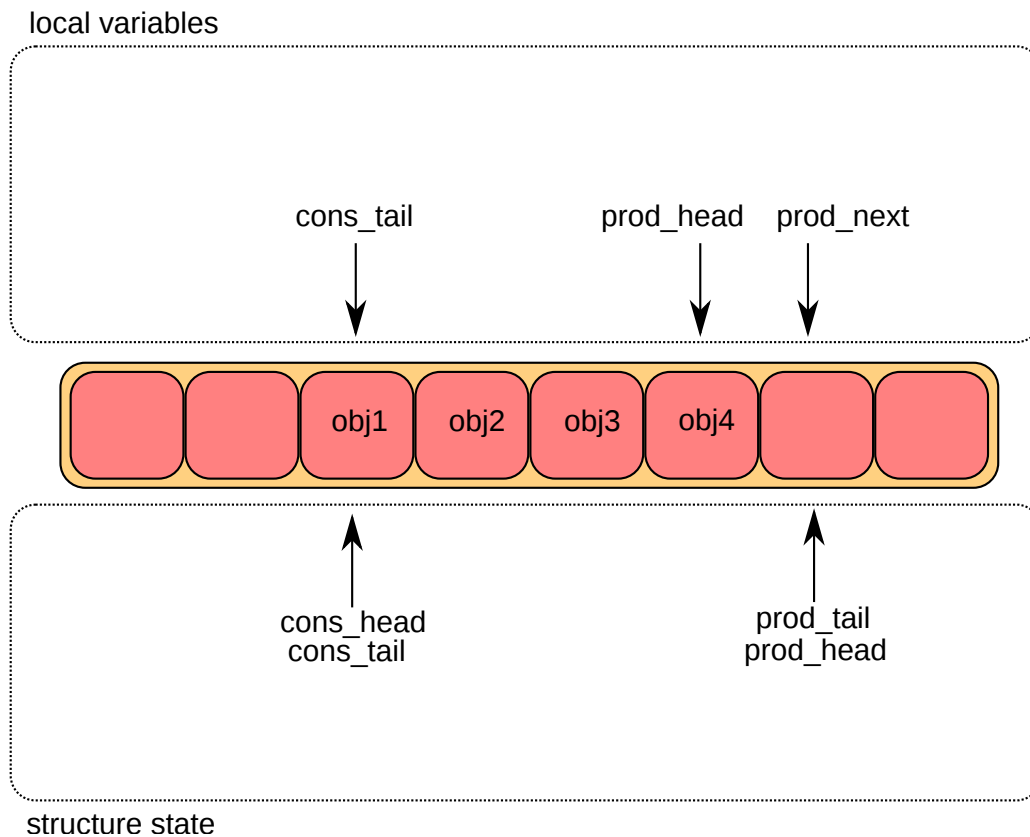 local variables
cons_tail prod_head prod_next
obj1 obj2 obj3 obj4
cons_head
cons_tail
prod_tail
prod_head
structure state